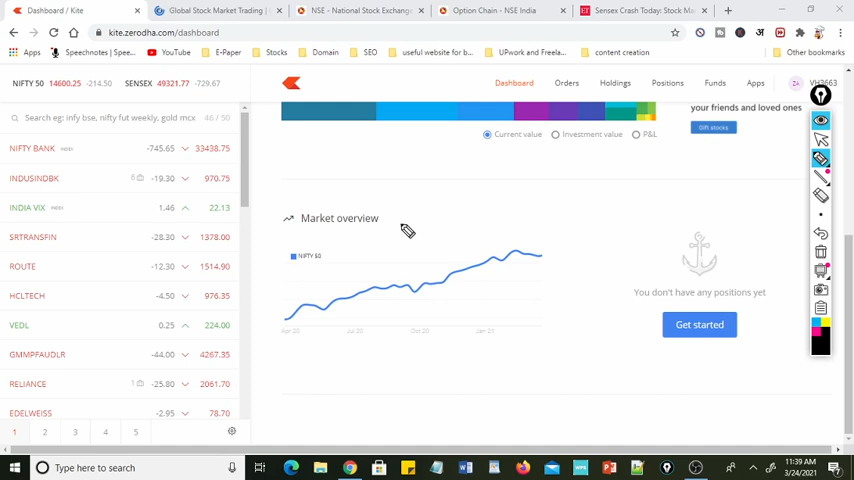 Dashboard / Kite
Global Stock Market Trading |
NSE - National Stock Exchang
Option Chain - NSE India
Sensex Crash Today: Stock Ma
kite.zerodha.com/dashboard
Apps
Speechnotes | Spee...
YouTube
E-Paper
Stocks
Domain
SEO
useful website for b...
UPwork and Freela...
content creation
Other bookmarks
NIFTY 50 14600.25 -214.50 SENSEX 49321.77 -729.67
Dashboard Orders Holdings Positions Funds Apps ZA VH3663
Search eg: infy bse, nifty fut weekly, gold mcx 46 / 50
your friends and loved ones
Gift stocks
Current value Investment value P&L
NIFTY BANK INDEX -745.65 33438.75
INDUSINDBK 6 -19.30 970.75
INDIA VIX INDEX 1.46 22.13
SRTRANSFIN -28.30 1378.00
ROUTE -12.30 1514.90
HCLTECH -4.50 976.35
VEDL 0.25 224.00
GMMPFAUDLR -44.00 4267.35
RELIANCE 1 -25.80 2061.70
EDELWEISS -2.95 78.70
1 2 3 4 5
Market overview
NIFTY 50
Apr 20 Jul 20 Oct 20 Jan 21
You don't have any positions yet
Get started
Type here to search
11:39 AM
3/24/2021